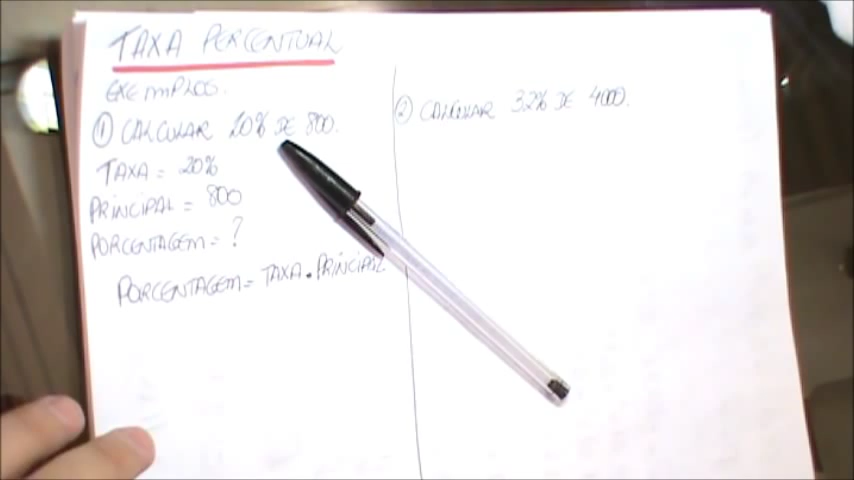 TAXA PERCENTUAL
EXEMPLOS.
① CALCULAR 20% DE 800.
TAXA = 20%
PRINCIPAL = 800
PORCENTAGEM = ?
PORCENTAGEM = TAXA . PRINCIPAL
② CALCULAR 32% DE 4000.